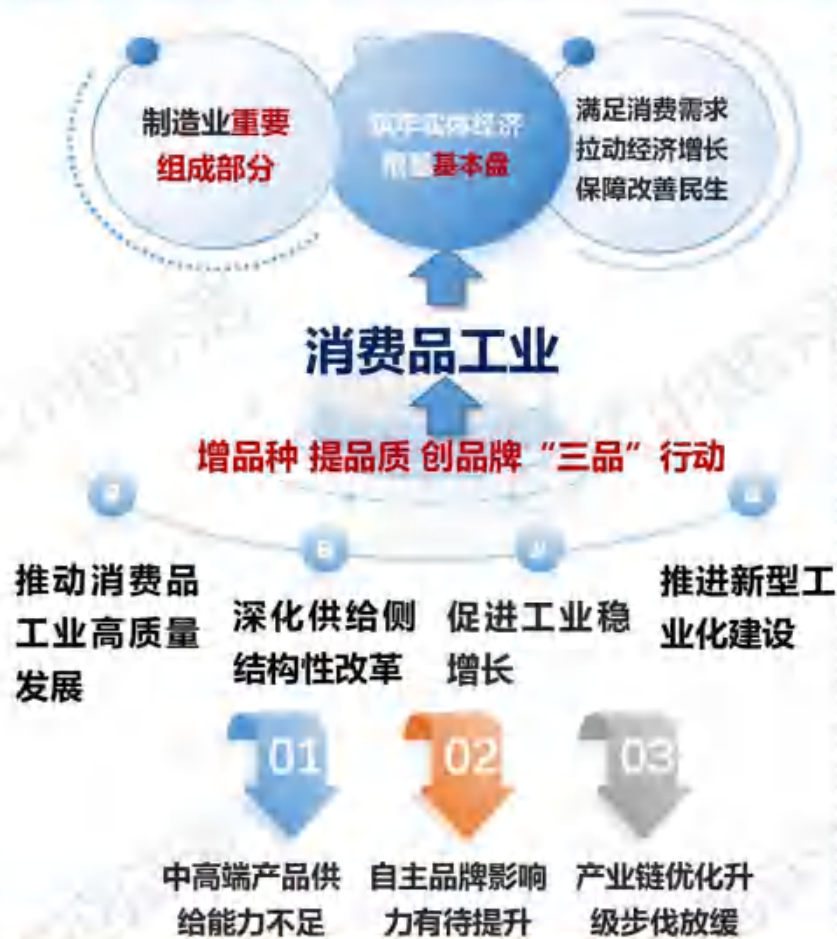 制造业重要
组成部分
筑牢实体经济
基本盘
满足消费需求
拉动经济增长
保障改善民生
消费品工业
增品种 提品质 创品牌“三品”行动
推动消费品
工业高质量
发展
深化供给侧
结构性改革
促进工业稳
增长
推进新型工
业化建设
01
02
03
中高端产品供
给能力不足
自主品牌影响
力有待提升
产业链优化升
级步伐放缓